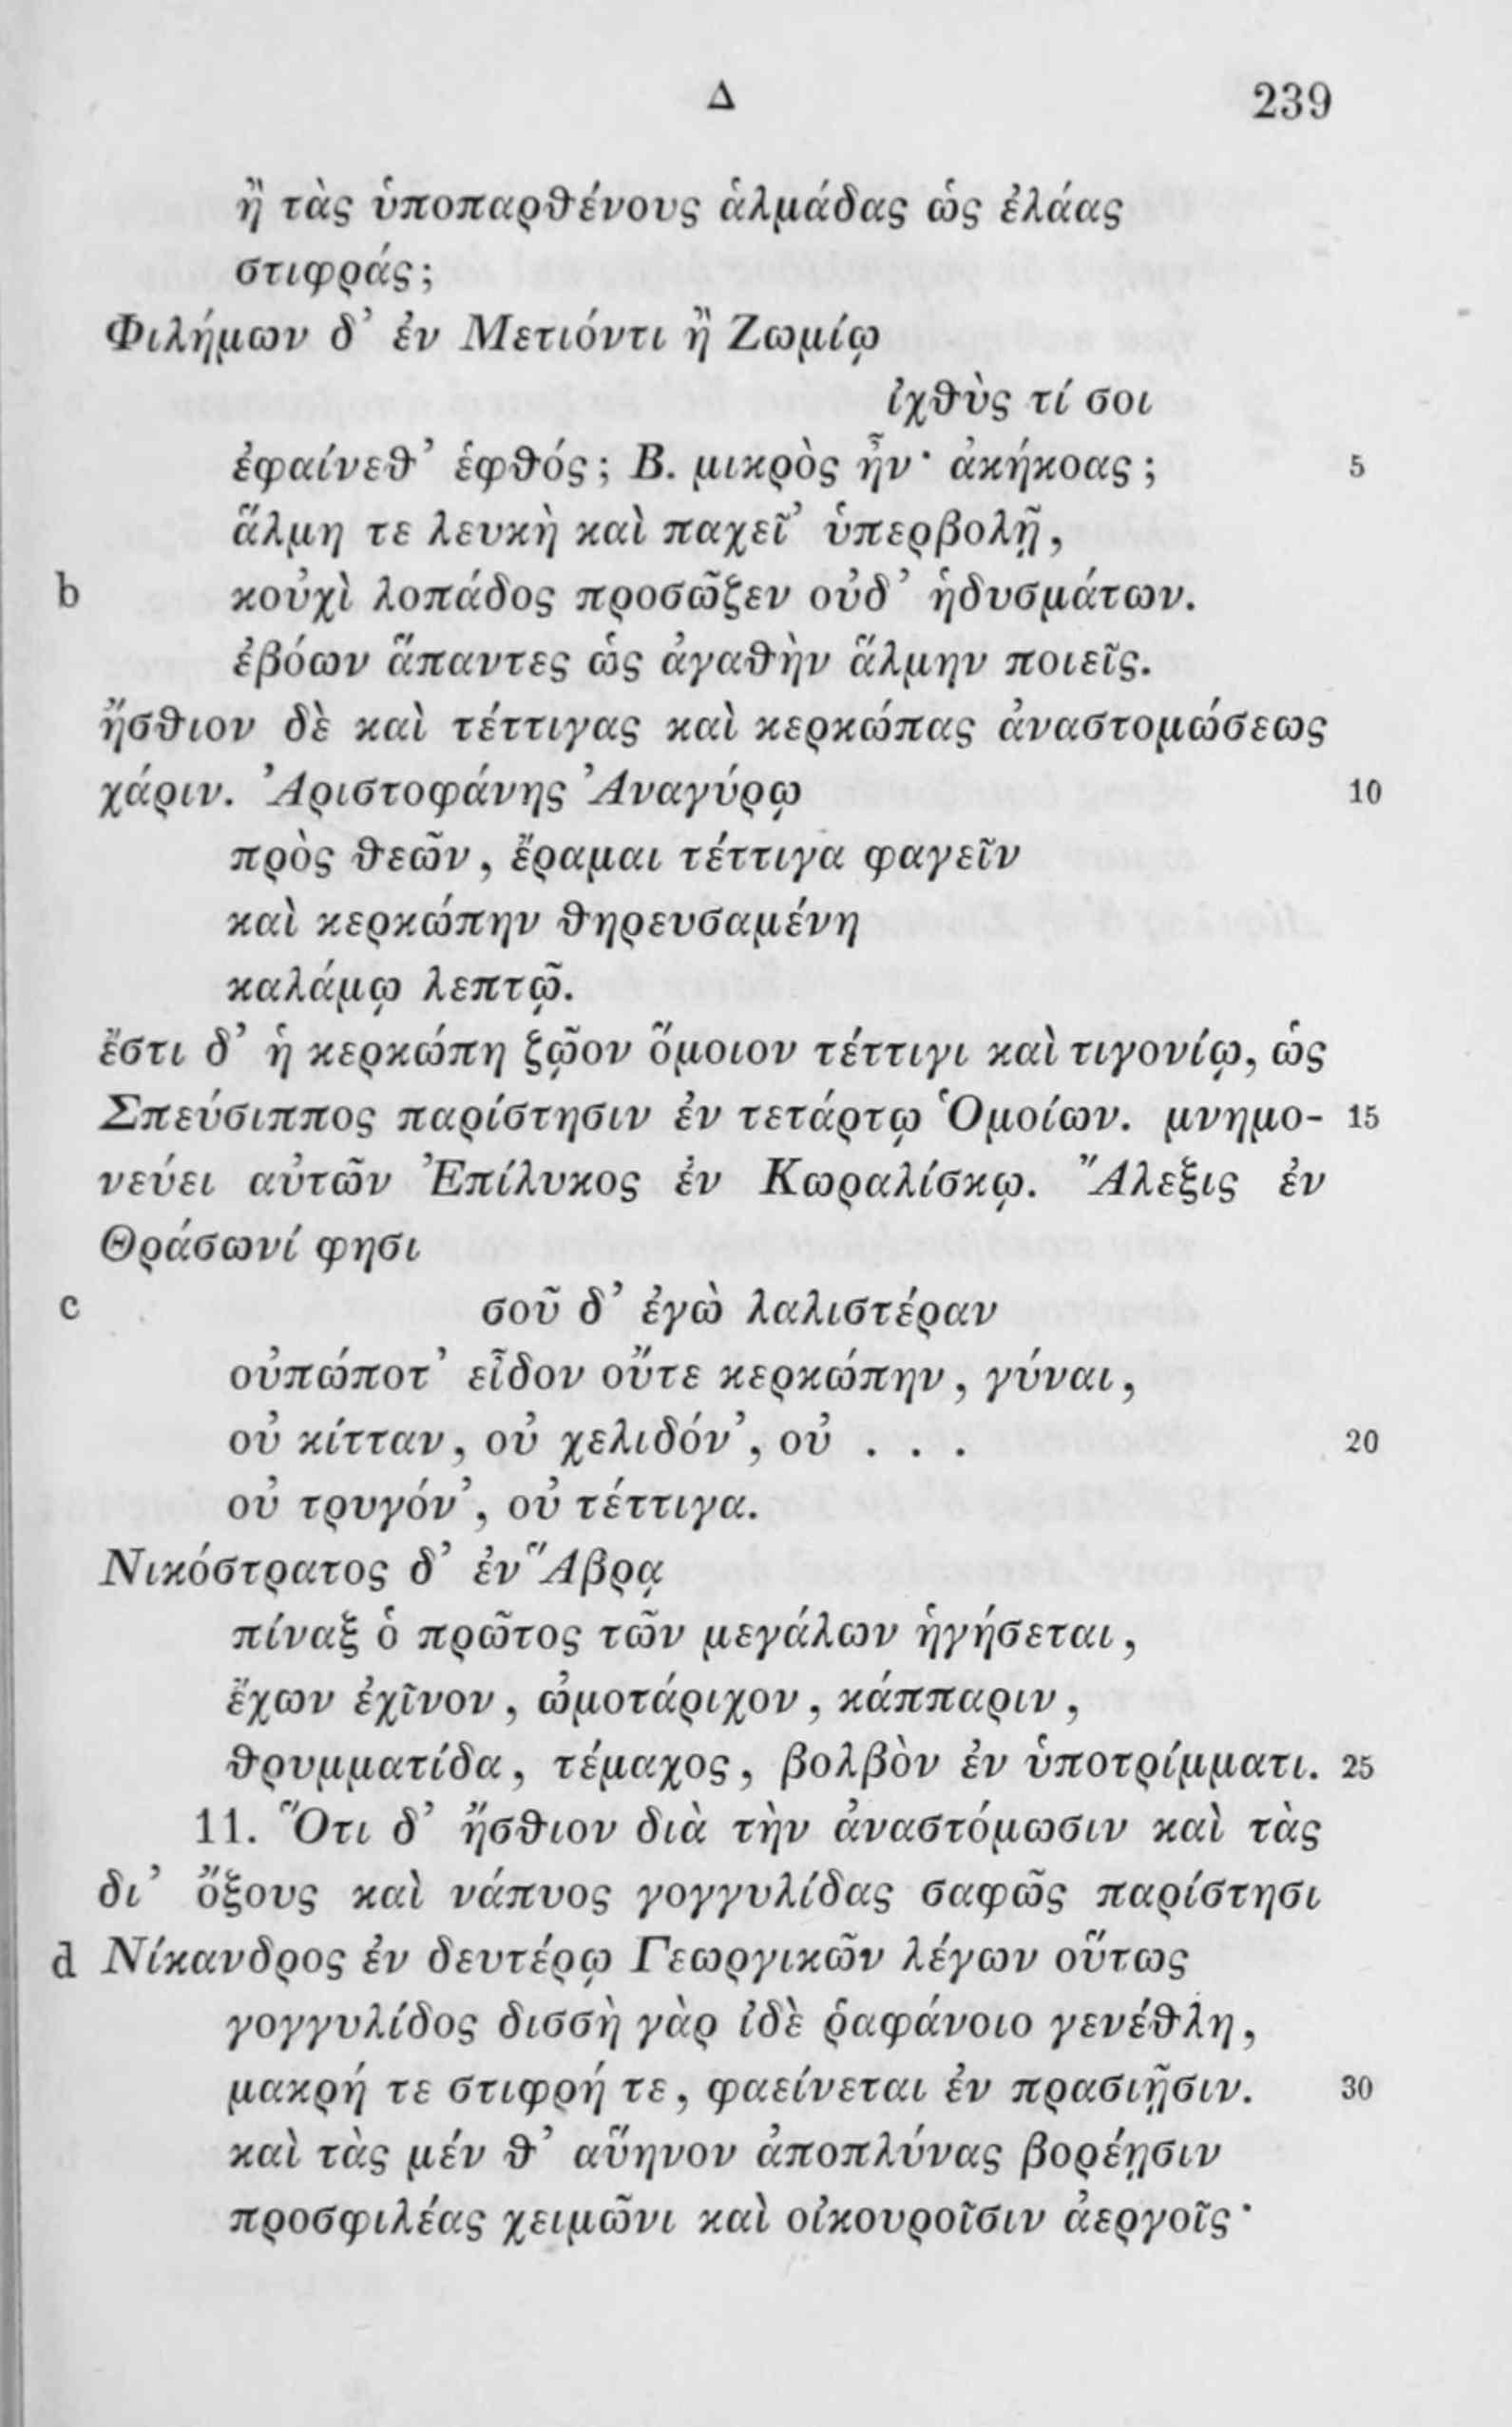 Δ 239
ἢ τὰς ὑποπαρθένους ἁλμάδας ὡς ἐλάας
στιφράς;
Φιλήμων δ’ ἐν Μετιόντι ἢ Ζωμίῳ
ἰχθὺς τί σοι
ἐφαίνεθ’ ἑφθός; Β. μικρὸς ἦν· ἀκήκοας; 5
ἅλμη τε λευκὴ καὶ παχεῖ’ ὑπερβολῇ,
b κοὐχὶ λοπάδος προσῶζεν οὐδ’ ἡδυσμάτων.
ἐβόων ἅπαντες ὡς ἀγαθὴν ἅλμην ποιεῖς.
ἤσθιον δὲ καὶ τέττιγας καὶ κερκώπας ἀναστομώσεως
χάριν. Ἀριστοφάνης Ἀναγύρῳ 10
πρὸς θεῶν, ἔραμαι τέττιγα φαγεῖν
καὶ κερκώπην θηρευσαμένη
καλάμῳ λεπτῷ.
ἔστι δ’ ἡ κερκώπη ζῷον ὅμοιον τέττιγι καὶ τιγονίῳ, ὡς
Σπεύσιππος παρίστησιν ἐν τετάρτῳ Ὁμοίων. μνημο- 15
νεύει αὐτῶν Ἐπίλυκος ἐν Κωραλίσκῳ. Ἄλεξις ἐν
Θράσωνί φησι
c σοῦ δ’ ἐγὼ λαλιστέραν
οὐπώποτ’ εἶδον οὔτε κερκώπην, γύναι,
οὐ κίτταν, οὐ χελιδόν’, οὐ . . . 20
οὐ τρυγόν’, οὐ τέττιγα.
Νικόστρατος δ’ ἐν Ἅβρᾳ
πίναξ ὁ πρῶτος τῶν μεγάλων ἡγήσεται,
ἔχων ἐχῖνον, ὠμοτάριχον, κάππαριν,
θρυμματίδα, τέμαχος, βολβὸν ἐν ὑποτρίμματι. 25
11. Ὅτι δ’ ἤσθιον διὰ τὴν ἀναστόμωσιν καὶ τὰς
δι’ ὄξους καὶ νάπυος γογγυλίδας σαφῶς παρίστησι
d Νίκανδρος ἐν δευτέρῳ Γεωργικῶν λέγων οὕτως
γογγυλίδος δισσὴ γὰρ ἰδὲ ῥαφάνοιο γενέθλη,
μακρή τε στιφρή τε, φαείνεται ἐν πρασιῇσιν. 30
καὶ τὰς μέν θ’ αὕηνον ἀποπλύνας βορέῃσιν
προσφιλέας χειμῶνι καὶ οἰκουροῖσιν ἀεργοῖς·